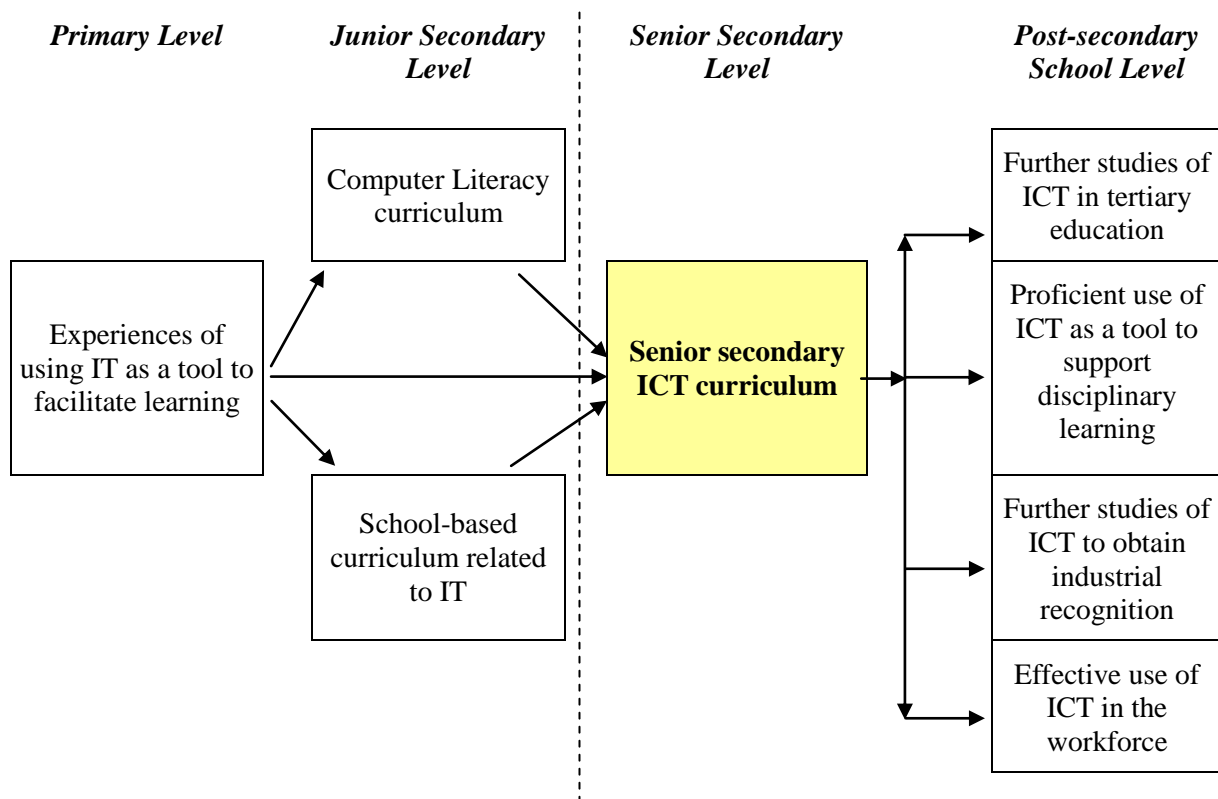 Primary Level
Junior Secondary
Level
Senior Secondary
Level
Post-secondary
School Level
Experiences of
using IT as a tool to
facilitate learning
Computer Literacy
curriculum
School-based
curriculum related
to IT
Senior secondary
ICT curriculum
Further studies of
ICT in tertiary
education
Proficient use of
ICT as a tool to
support
disciplinary
learning
Further studies of
ICT to obtain
industrial
recognition
Effective use of
ICT in the
workforce